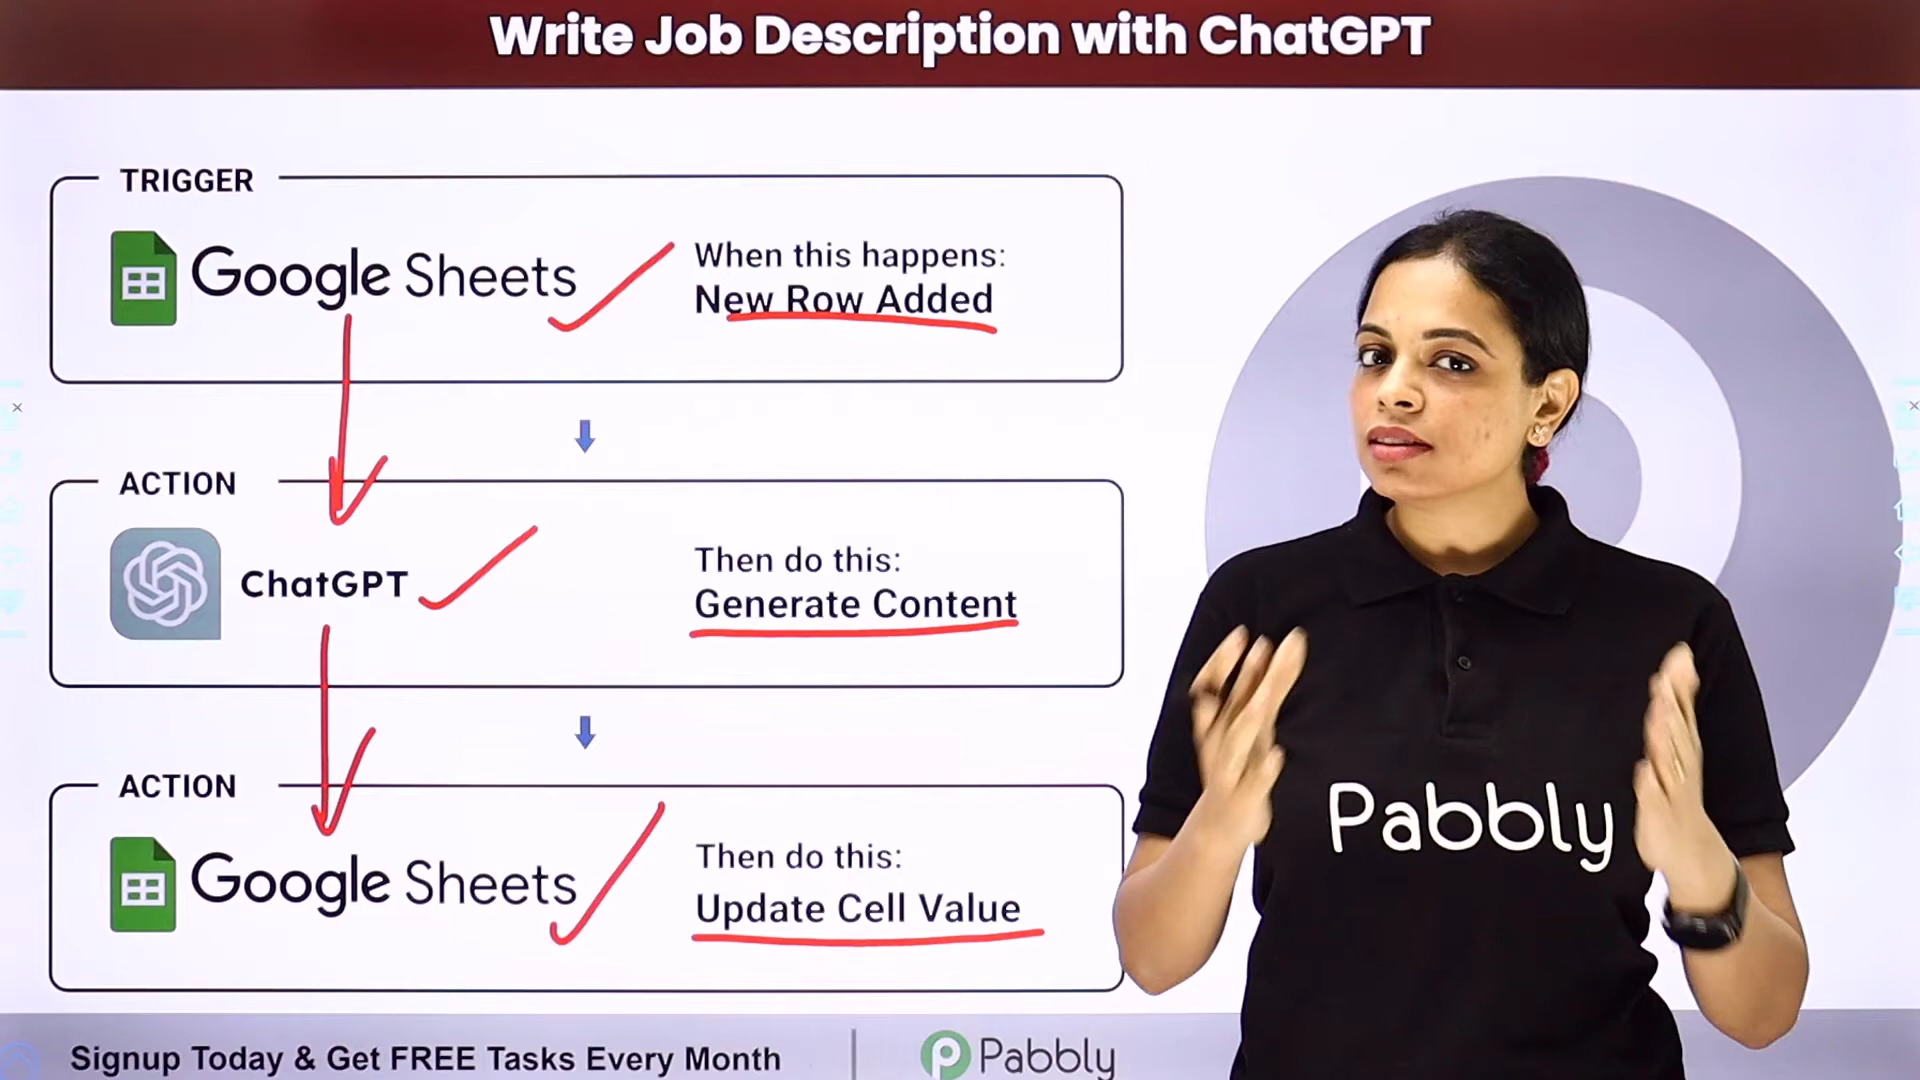 Write Job Description with ChatGPT
TRIGGER
Google Sheets
When this happens:
New Row Added
ACTION
ChatGPT
Then do this:
Generate Content
ACTION
Google Sheets
Then do this:
Update Cell Value
Pabbly
Signup Today & Get FREE Tasks Every Month
Pabbly